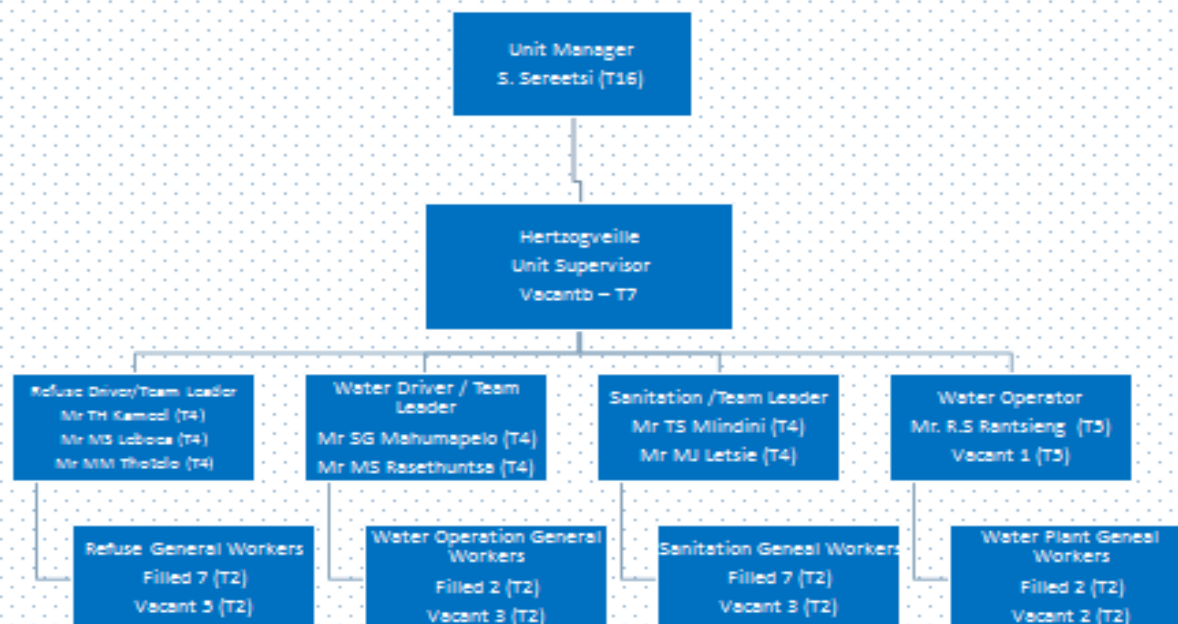 Unit Manager
S. Sereetsi (T16)
Hertzogveille
Unit Supervisor
Vacantb – T7
Refuse Driver/Team Leader
Mr TH Kameel (T4)
Mr MS Leboea (T4)
Mr MM Tholelo (T4)
Water Driver / Team
Leader
Mr SG Mahumapelo (T4)
Mr MS Rasethuntsa (T4)
Sanitation /Team Leader
Mr TS Mlindini (T4)
Mr MJ Letsie (T4)
Water Operator
Mr. R.S Rantsieng (T5)
Vacant 1 (T5)
Refuse General Workers
Filled 7 (T2)
Vacant 5 (T2)
Water Operation General
Workers
Filled 2 (T2)
Vacant 3 (T2)
Sanitation Geneal Workers
Filled 7 (T2)
Vacant 3 (T2)
Water Plant Geneal
Workers
Filled 2 (T2)
Vacant 2 (T2)